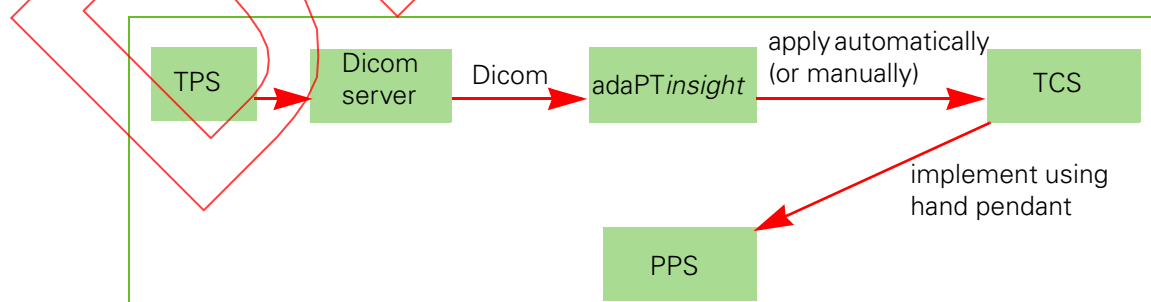 TPS
Dicom
server
Dicom
adaPTinsight
apply automatically
(or manually)
TCS
implement using
hand pendant
PPS